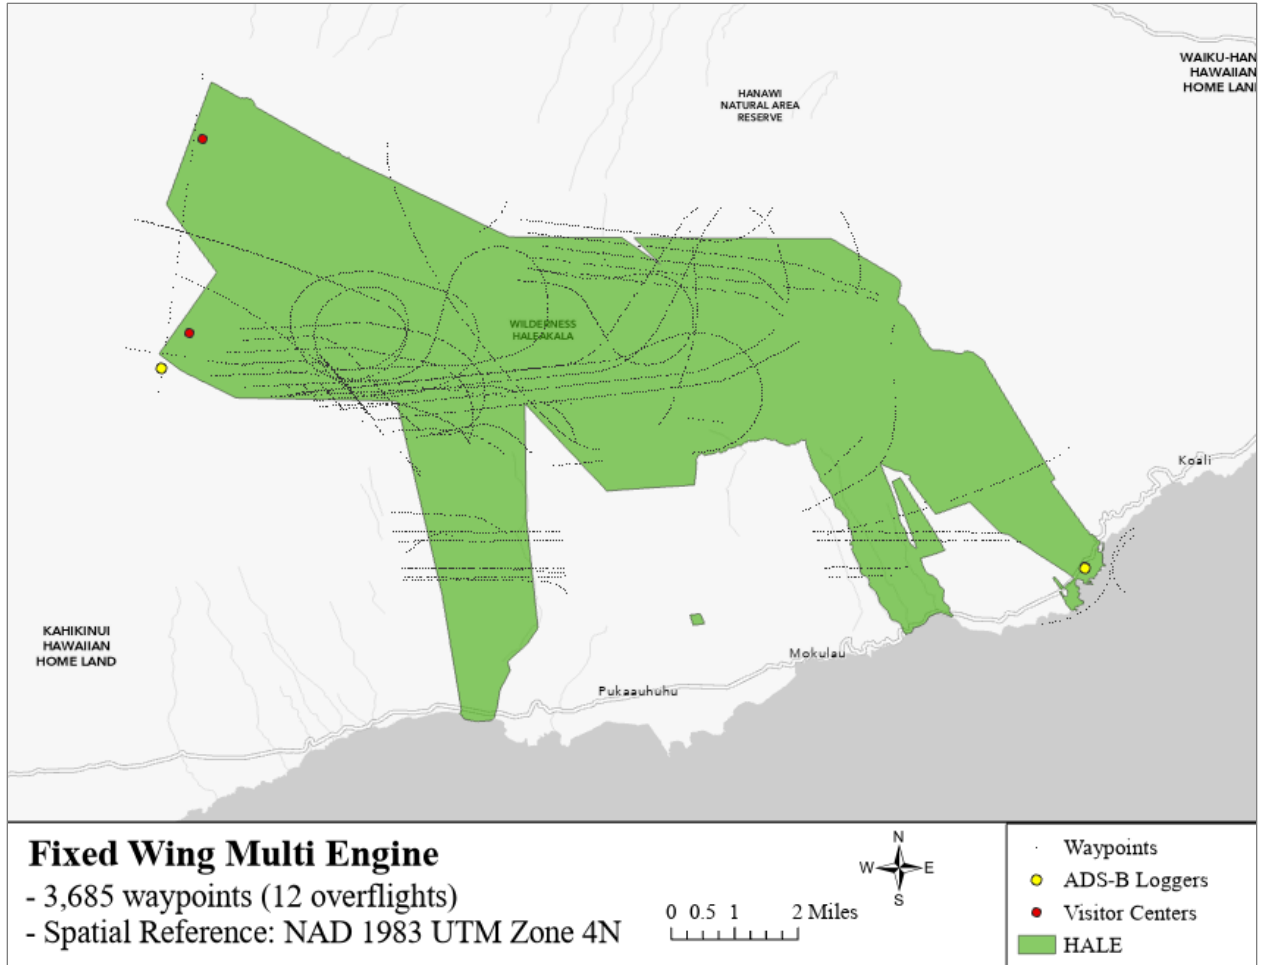 WAIKU-HAN
HAWAIIAN
HOME LAN
HANAWI
NATURAL AREA
RESERVE
WILDERNESS
HALEAKALA
Koali
KAHIKINUI
HAWAIIAN
HOME LAND
Mokulau
Pukaauhuhu
Fixed Wing Multi Engine
- 3,685 waypoints (12 overflights)
- Spatial Reference: NAD 1983 UTM Zone 4N
N
W E
S
0 0.5 1 2 Miles
Waypoints
ADS-B Loggers
Visitor Centers
HALE